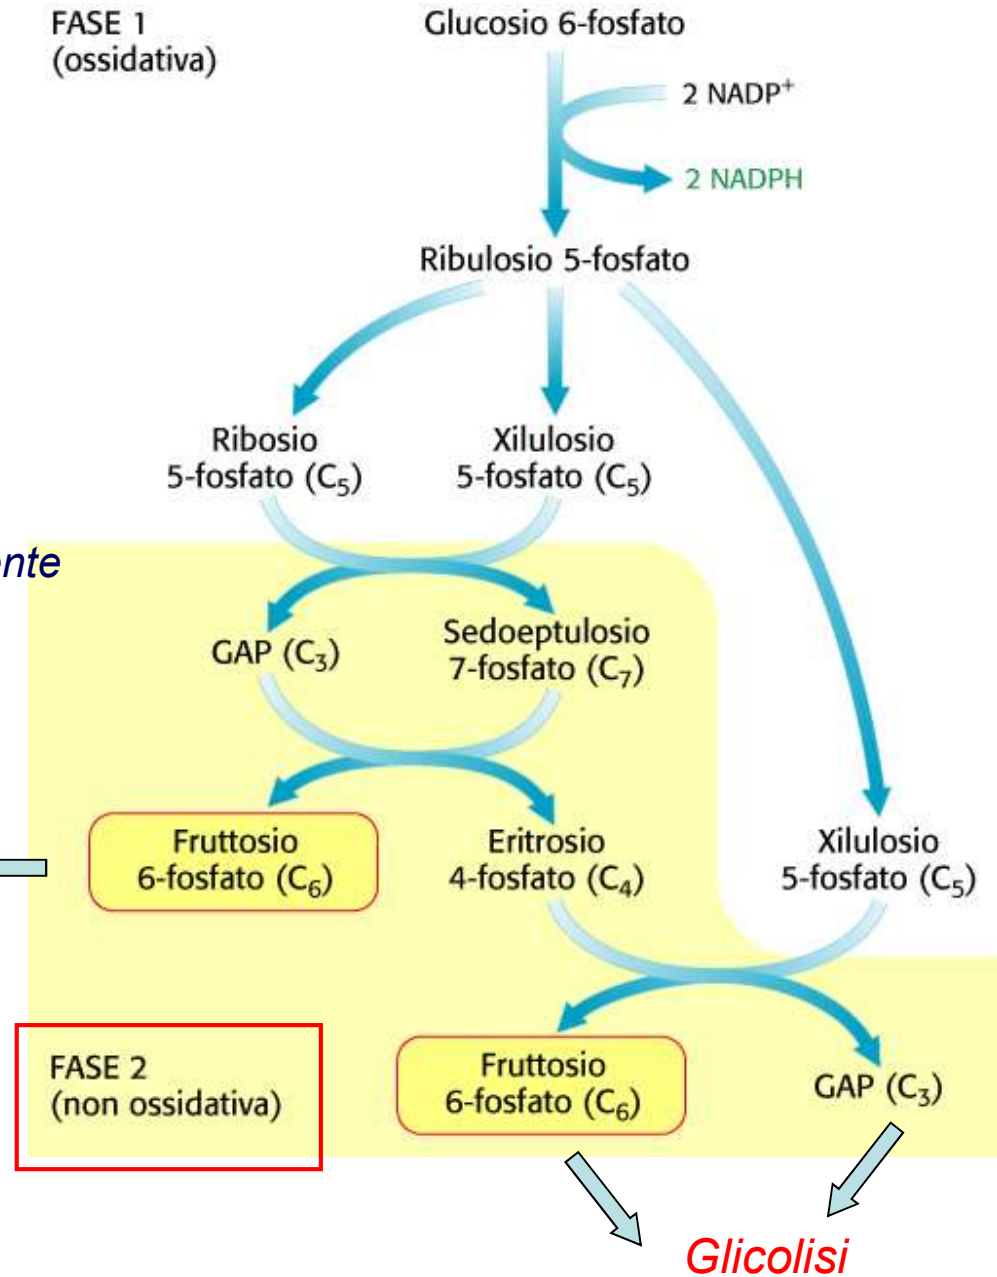 FASE 1
(ossidativa)
Glucosio 6-fosfato
2 NADP⁺
2 NADPH
Ribulosio 5-fosfato
Ribosio
5-fosfato (C₅)
Xilulosio
5-fosfato (C₅)
ente
GAP (C₃)
Sedoeptulosio
7-fosfato (C₇)
Fruttosio
6-fosfato (C₆)
Eritrosio
4-fosfato (C₄)
Xilulosio
5-fosfato (C₅)
FASE 2
(non ossidativa)
Fruttosio
6-fosfato (C₆)
GAP (C₃)
Glicolisi